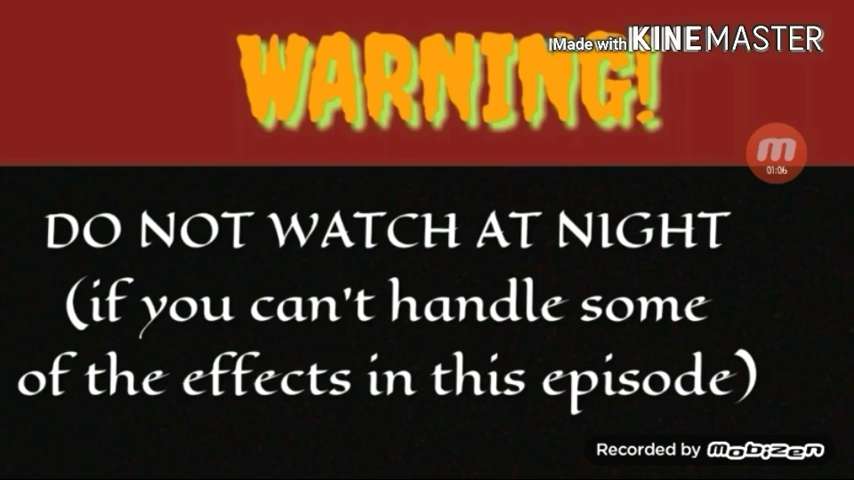 Made with KINEMASTER
WARNING!
01:06
DO NOT WATCH AT NIGHT
(if you can't handle some
of the effects in this episode)
Recorded by mobizen